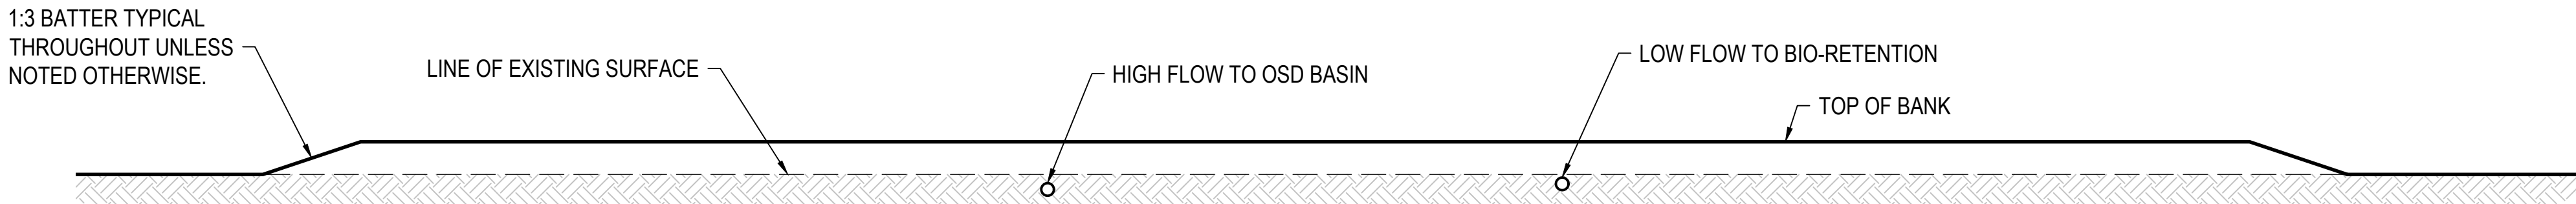 1:3 BATTER TYPICAL
THROUGHOUT UNLESS
NOTED OTHERWISE.
LINE OF EXISTING SURFACE
HIGH FLOW TO OSD BASIN
LOW FLOW TO BIO-RETENTION
TOP OF BANK